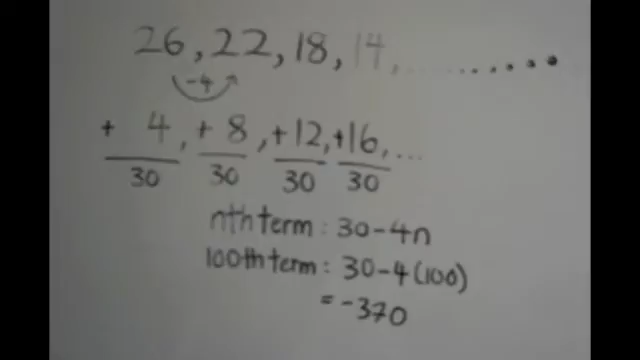 26, 22, 18, 14, ..........
-4
+ 4, + 8, +12, +16, ...
30 30 30 30
nth term : 30-4n
100th term : 30-4(100)
= -370